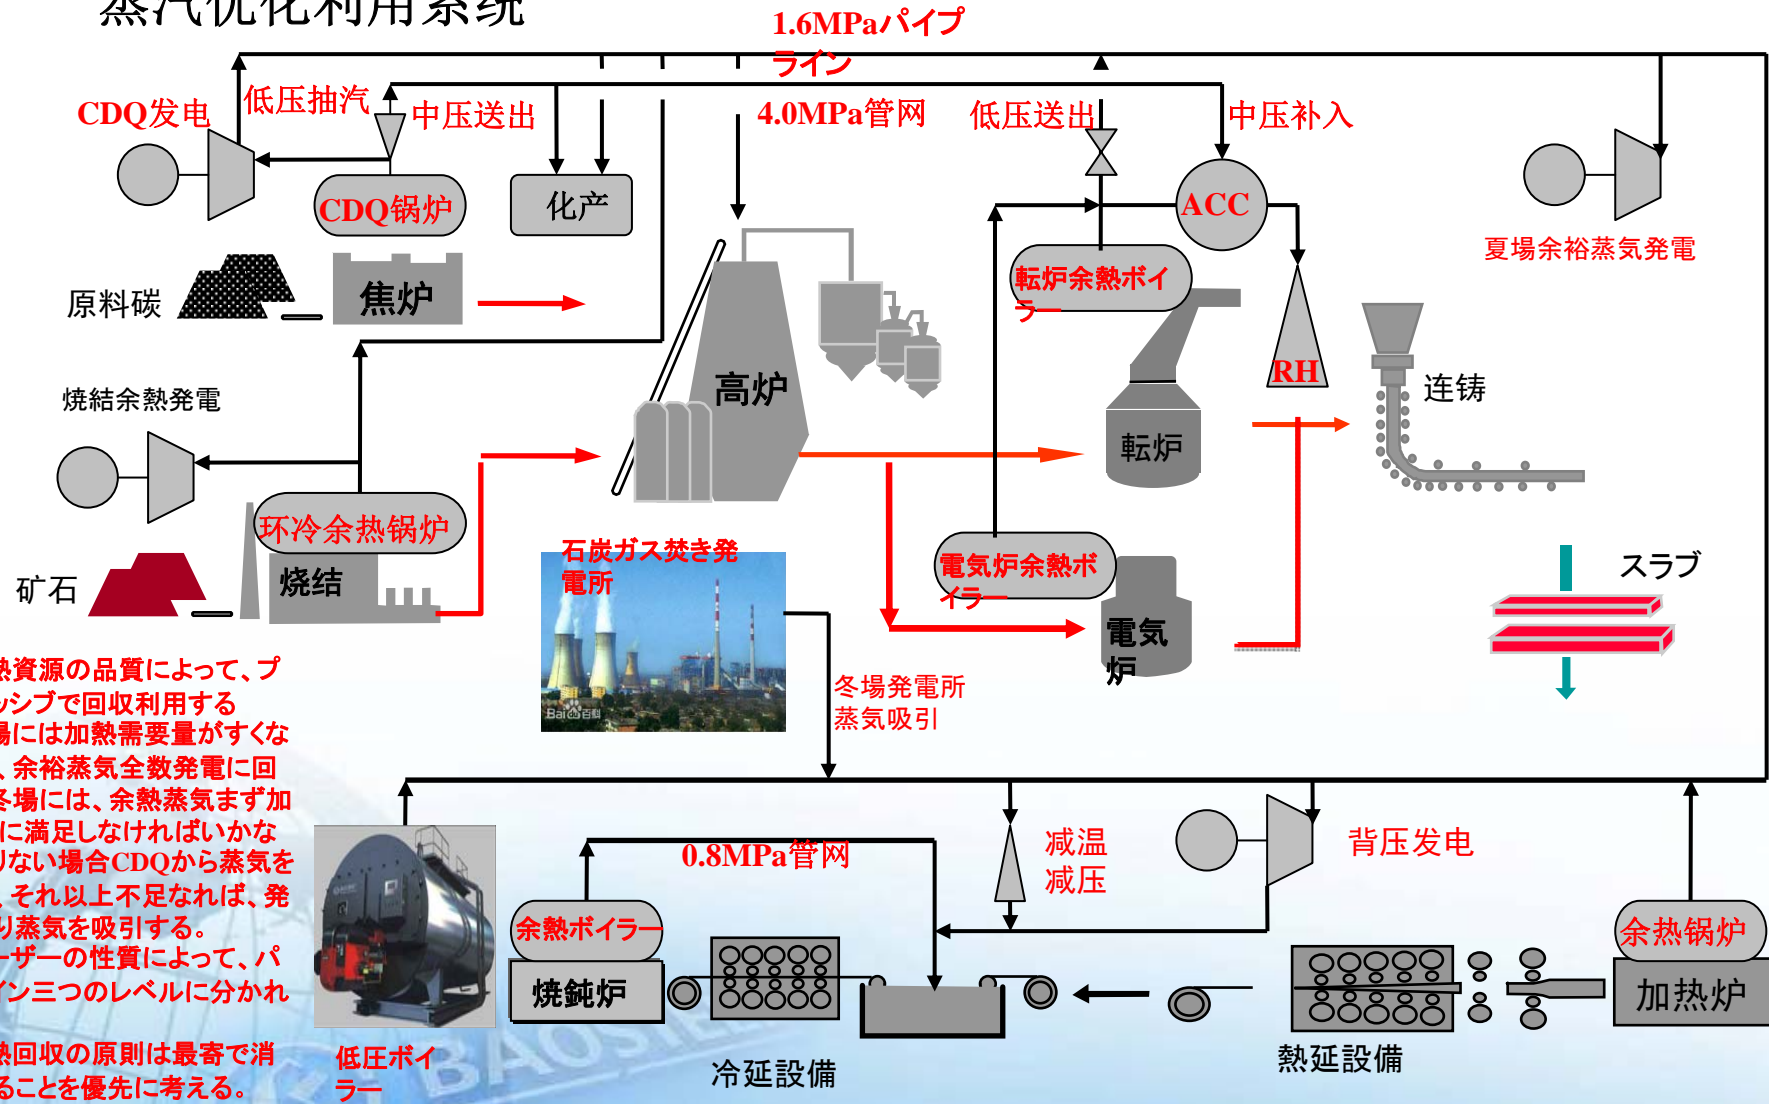 蒸汽优化利用系统
1.6MPaパイプ
ライン
CDQ发电
低压抽汽
中压送出
4.0MPa管网
低压送出
中压补入
CDQ锅炉
化产
ACC
夏場余裕蒸気発電
原料碳
焦炉
転炉余熱ボイ
ラー
RH
高炉
连铸
焼結余熱発電
転炉
环冷余热锅炉
石炭ガス焚き発
電所
電気炉余熱ボ
イラー
スラブ
矿石
烧结
電気
炉
Bai百科
熱資源の品質によって、プ
ッシブで回収利用する
場には加熱需要量がすくな
、余裕蒸気全数発電に回
冬場には、余熱蒸気まず加
に満足しなければいかな
りない場合CDQから蒸気を
、それ以上不足なれば、発
り蒸気を吸引する。
ーザーの性質によって、パ
イン三つのレベルに分かれ
熱回収の原則は最寄で消
ることを優先に考える。
冬場発電所
蒸気吸引
0.8MPa管网
减温
减压
背压发电
余熱ボイラー
焼鈍炉
余热锅炉
加热炉
低圧ボイ
ラー
冷延設備
熱延設備
BAOSTEEL